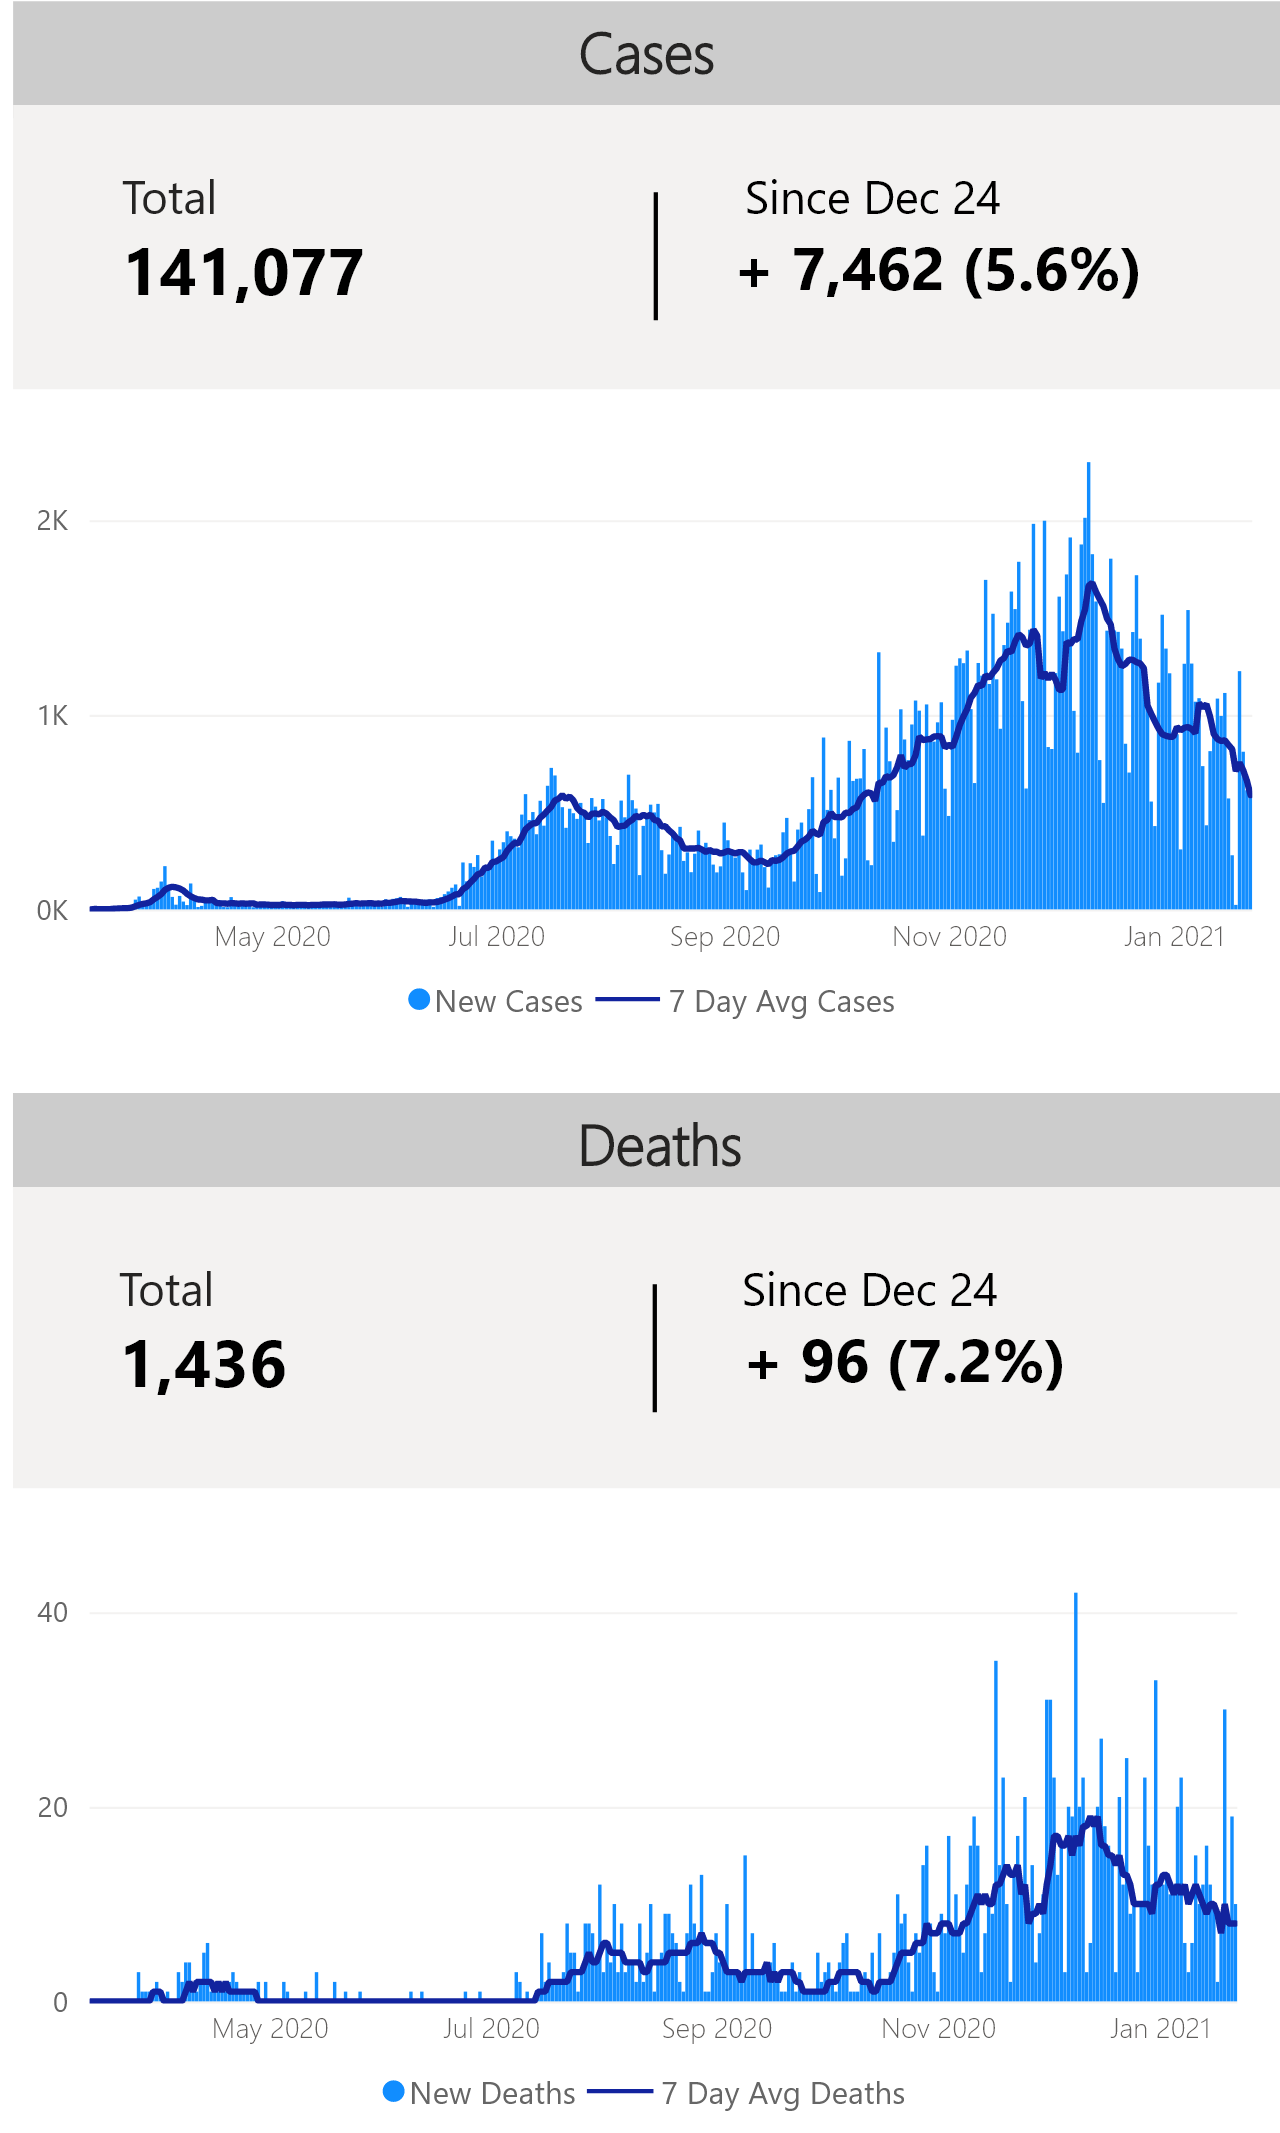 Cases
Total
Since Dec 24
141,077
+ 7,462 (5.6%)
2K
1K
0K
May 2020
Jul 2020
Sep 2020
Nov 2020
Jan 2021
New Cases
7 Day Avg Cases
Deaths
Total
Since Dec 24
1,436
+ 96 (7.2%)
40
20
0
May 2020
Jul 2020
Sep 2020
Nov 2020
Jan 2021
New Deaths
7 Day Avg Deaths